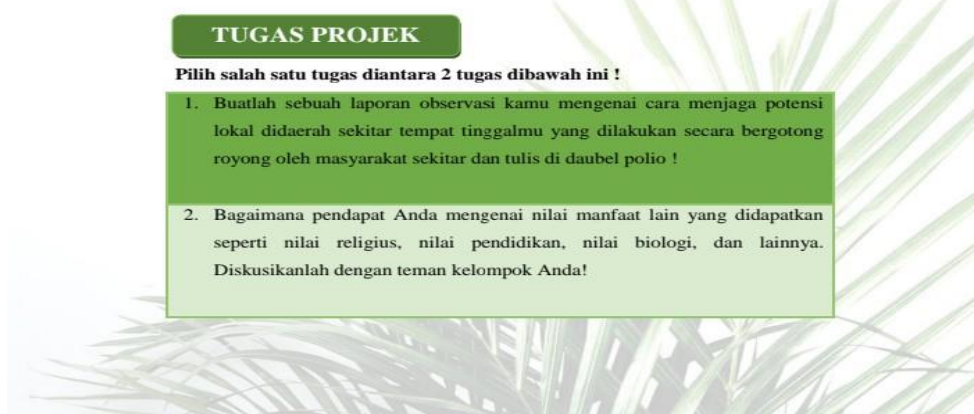 TUGAS PROJEK
Pilih salah satu tugas diantara 2 tugas dibawah ini !
1. Buatlah sebuah laporan observasi kamu mengenai cara menjaga potensi
lokal didaerah sekitar tempat tinggalmu yang dilakukan secara bergotong
royong oleh masyarakat sekitar dan tulis di daubel polio !
2. Bagaimana pendapat Anda mengenai nilai manfaat lain yang didapatkan
seperti nilai religius, nilai pendidikan, nilai biologi, dan lainnya.
Diskusikanlah dengan teman kelompok Anda!